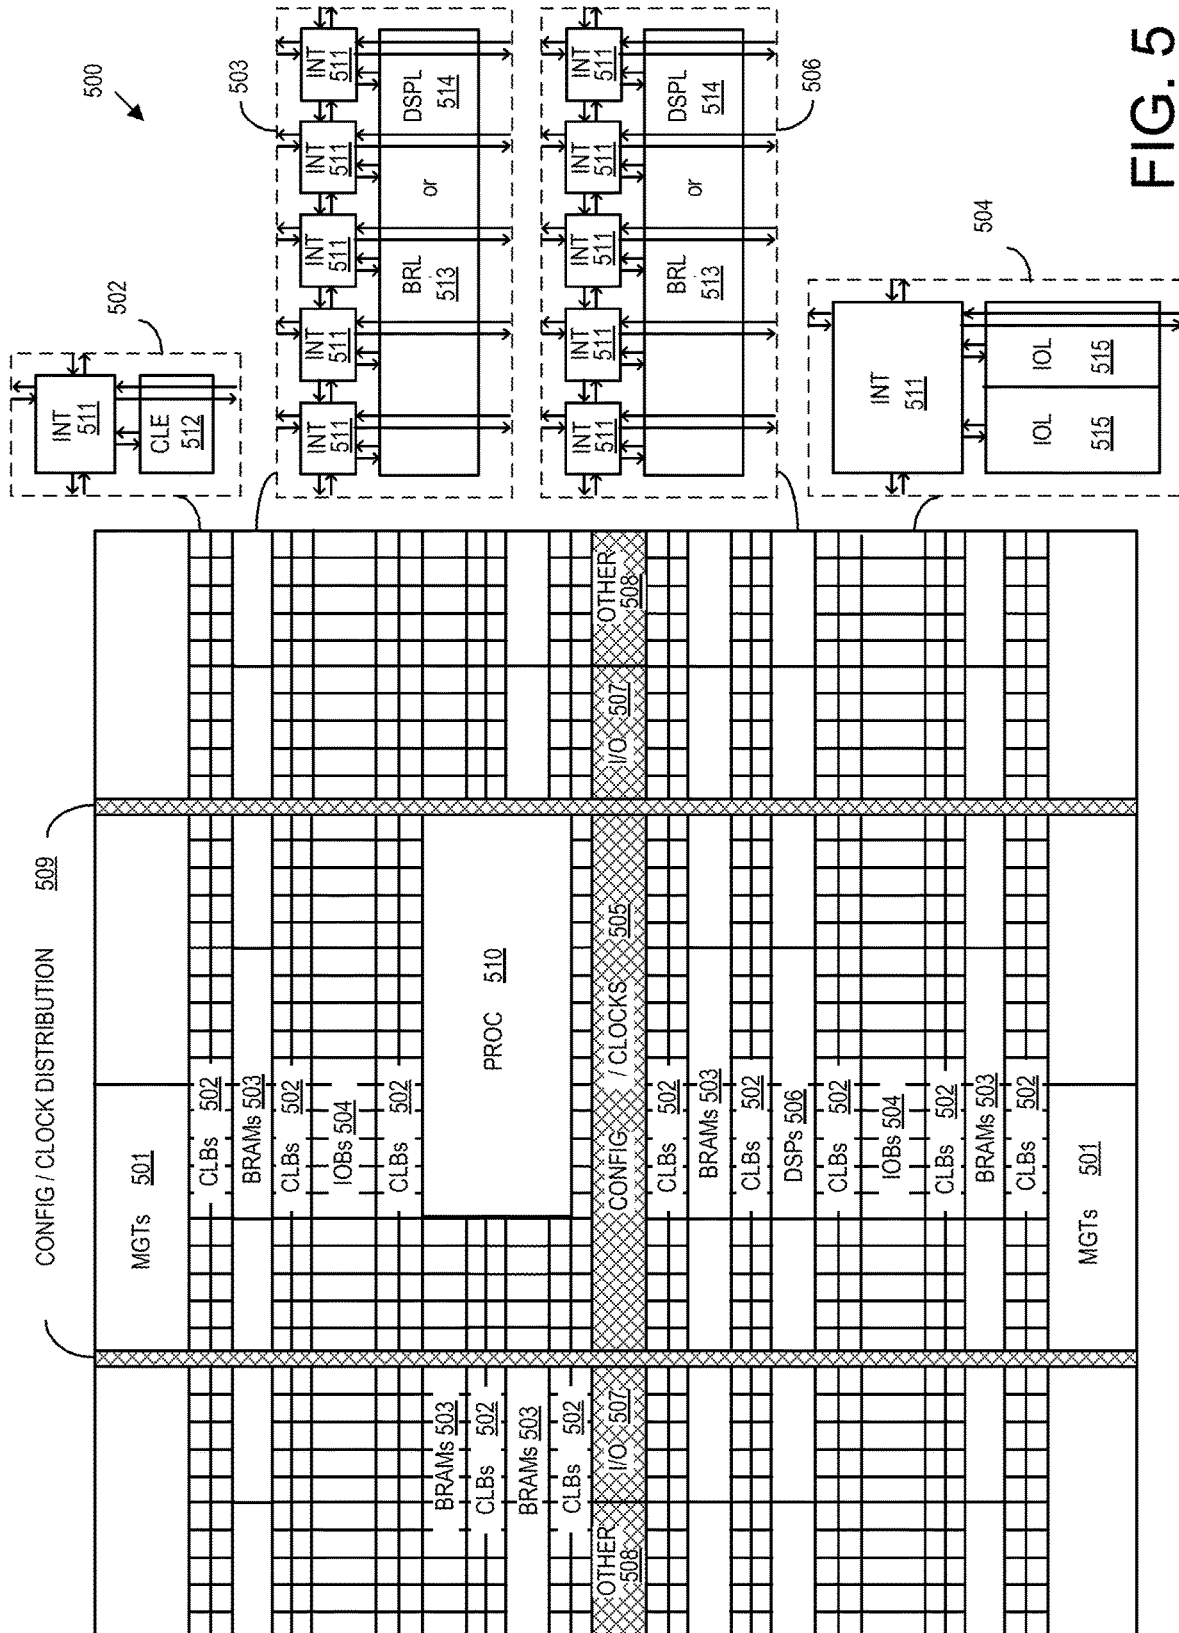 FIG. 5
500
CONFIG / CLOCK DISTRIBUTION 509
MGTs 501
CLBs 502
BRAMs 503
CLBs 502
IOBs 504
CLBs 502
PROC 510
BRAMs 503
CLBs 502
BRAMs 503
CLBs 502
OTHER 508
I/O 507
CONFIG / CLOCKS 505
I/O 507
OTHER 508
CLBs 502
BRAMs 503
CLBs 502
DSPs 506
CLBs 502
IOBs 504
CLBs 502
BRAMs 503
CLBs 502
MGTs 501
502
INT 511
CLE 512
503
INT 511
INT 511
INT 511
INT 511
INT 511
BRL 513
or
DSPL 514
506
INT 511
INT 511
INT 511
INT 511
INT 511
BRL 513
or
DSPL 514
504
INT 511
IOL 515
IOL 515